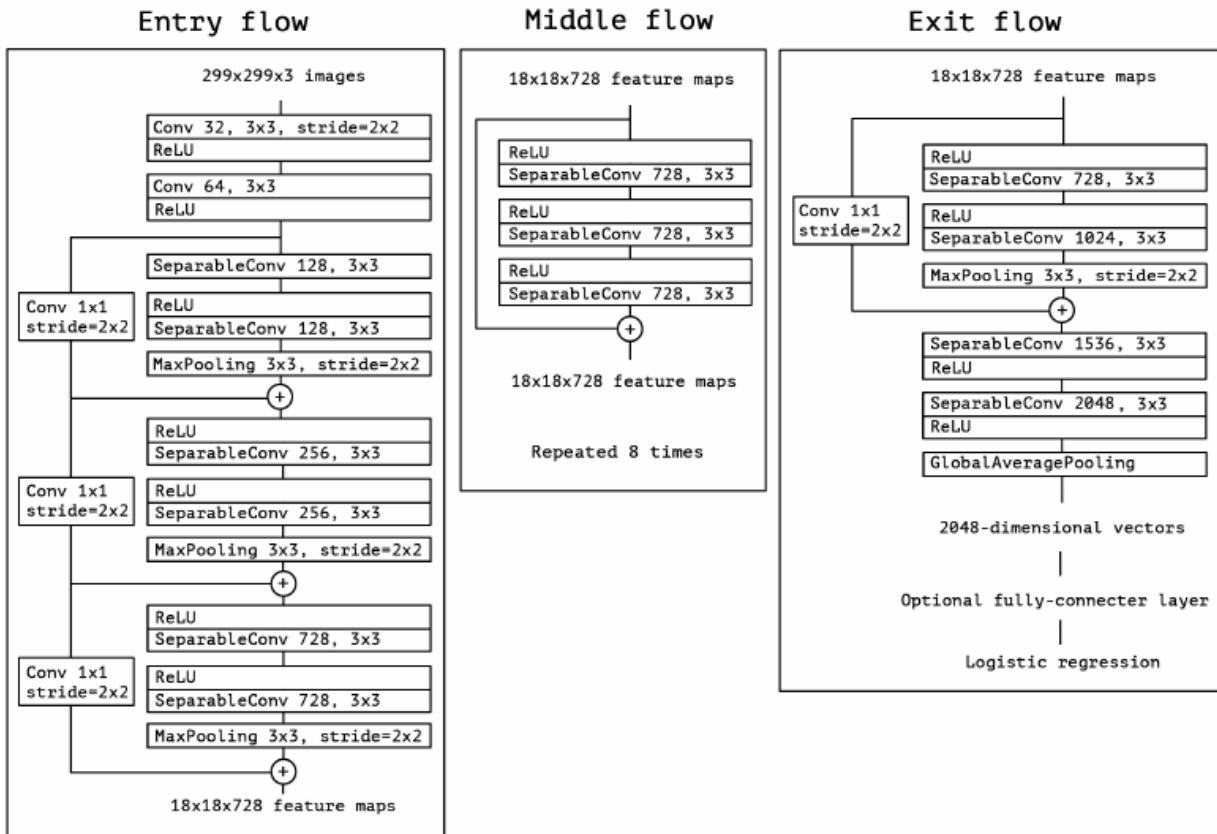 Entry flow
299x299x3 images
Conv 32, 3x3, stride=2x2
ReLU
Conv 64, 3x3
ReLU
SeparableConv 128, 3x3
Conv 1x1
stride=2x2
ReLU
SeparableConv 128, 3x3
MaxPooling 3x3, stride=2x2
+
ReLU
SeparableConv 256, 3x3
Conv 1x1
stride=2x2
ReLU
SeparableConv 256, 3x3
MaxPooling 3x3, stride=2x2
+
ReLU
SeparableConv 728, 3x3
Conv 1x1
stride=2x2
ReLU
SeparableConv 728, 3x3
MaxPooling 3x3, stride=2x2
+
18x18x728 feature maps
Middle flow
18x18x728 feature maps
ReLU
SeparableConv 728, 3x3
ReLU
SeparableConv 728, 3x3
ReLU
SeparableConv 728, 3x3
+
18x18x728 feature maps
Repeated 8 times
Exit flow
18x18x728 feature maps
ReLU
SeparableConv 728, 3x3
Conv 1x1
stride=2x2
ReLU
SeparableConv 1024, 3x3
MaxPooling 3x3, stride=2x2
+
SeparableConv 1536, 3x3
ReLU
SeparableConv 2048, 3x3
ReLU
GlobalAveragePooling
2048-dimensional vectors
Optional fully-connecter layer
Logistic regression